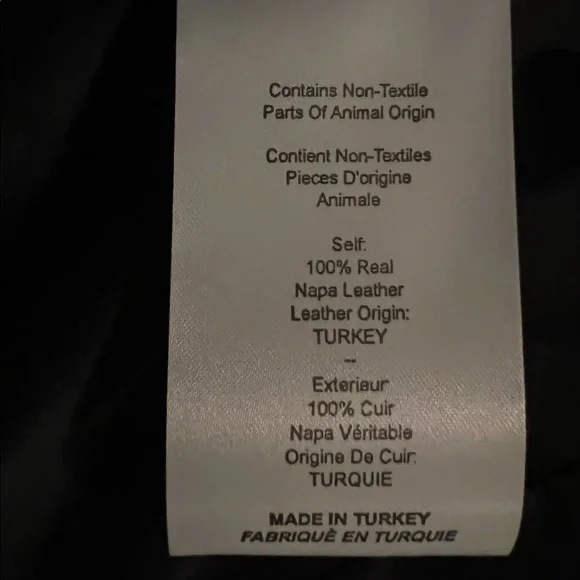 Contains Non-Textile
Parts Of Animal Origin
Contient Non-Textiles
Pieces D'origine
Animale
Self:
100% Real
Napa Leather
Leather Origin:
TURKEY
–
Exterieur
100% Cuir
Napa Véritable
Origine De Cuir:
TURQUIE
MADE IN TURKEY
FABRIQUÈ EN TURQUIE